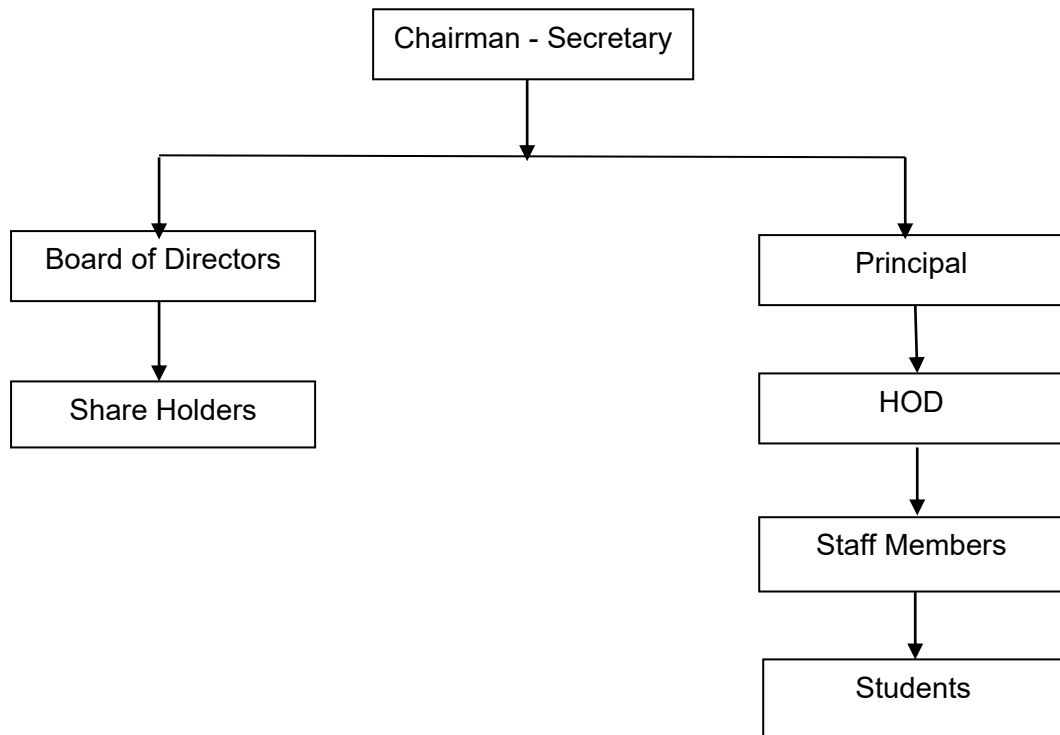 Chairman - Secretary
Board of Directors
Principal
Share Holders
HOD
Staff Members
Students